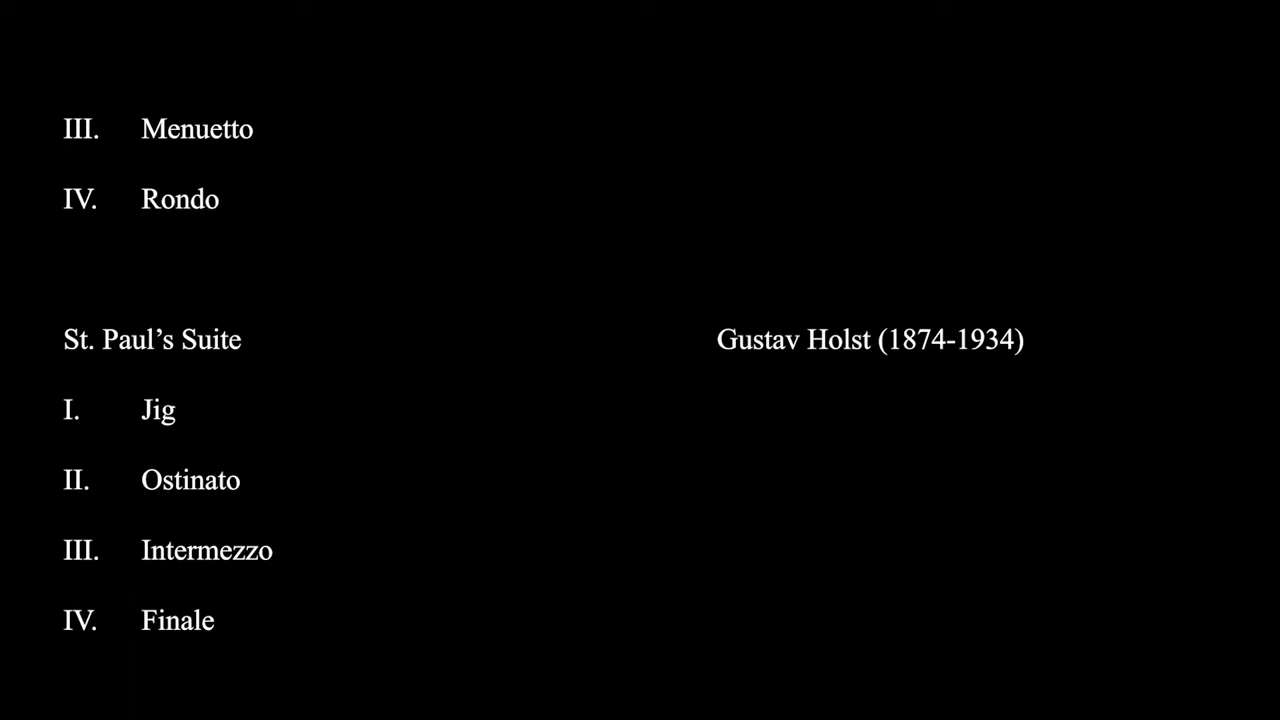 III. Menuetto
IV. Rondo
St. Paul’s Suite Gustav Holst (1874-1934)
I. Jig
II. Ostinato
III. Intermezzo
IV. Finale